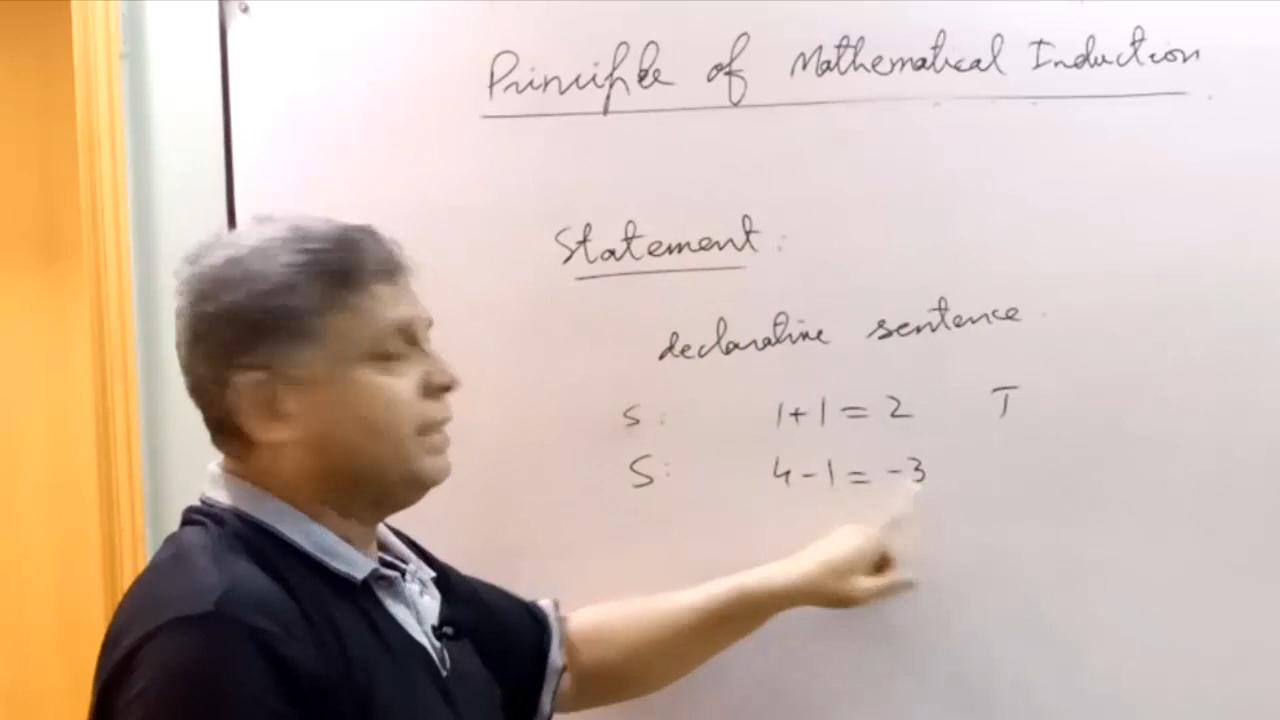 Principle of Mathematical Induction
Statement:
declarative sentence
S: 1+1=2 T
S: 4-1=-3